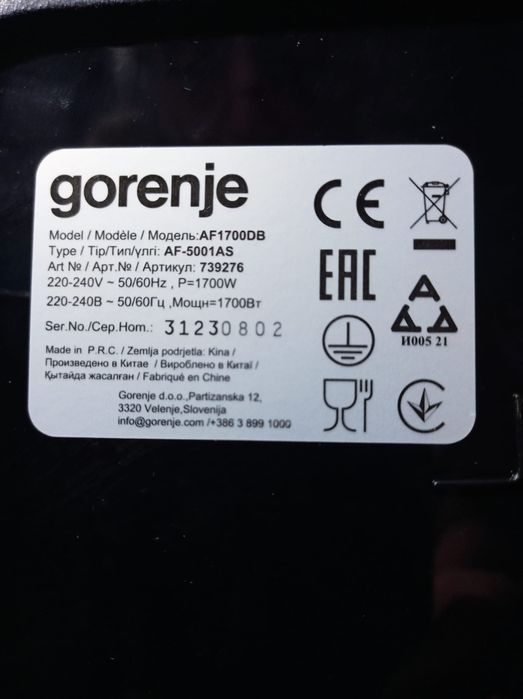 gorenje
Model / Modèle / Модель:AF1700DB
Type / Tip/Тип/үлгі: AF-5001AS
Art № / Арт.№ / Артикул: 739276
220-240V ~ 50/60Hz , P=1700W
220-240В ~ 50/60Гц ,Мощн=1700Вт
Ser.No./Сер.Ном.: 31230802
Made in P.R.C. / Zemlja podrjetla: Kina /
Произведено в Китае / Вироблено в Китаї /
Қытайда жасалған / Fabriqué en Chine
Gorenje d.o.o.,Partizanska 12,
3320 Velenje,Slovenija
info@gorenje.com /+386 3 899 1000
CE
EAC
И005 21